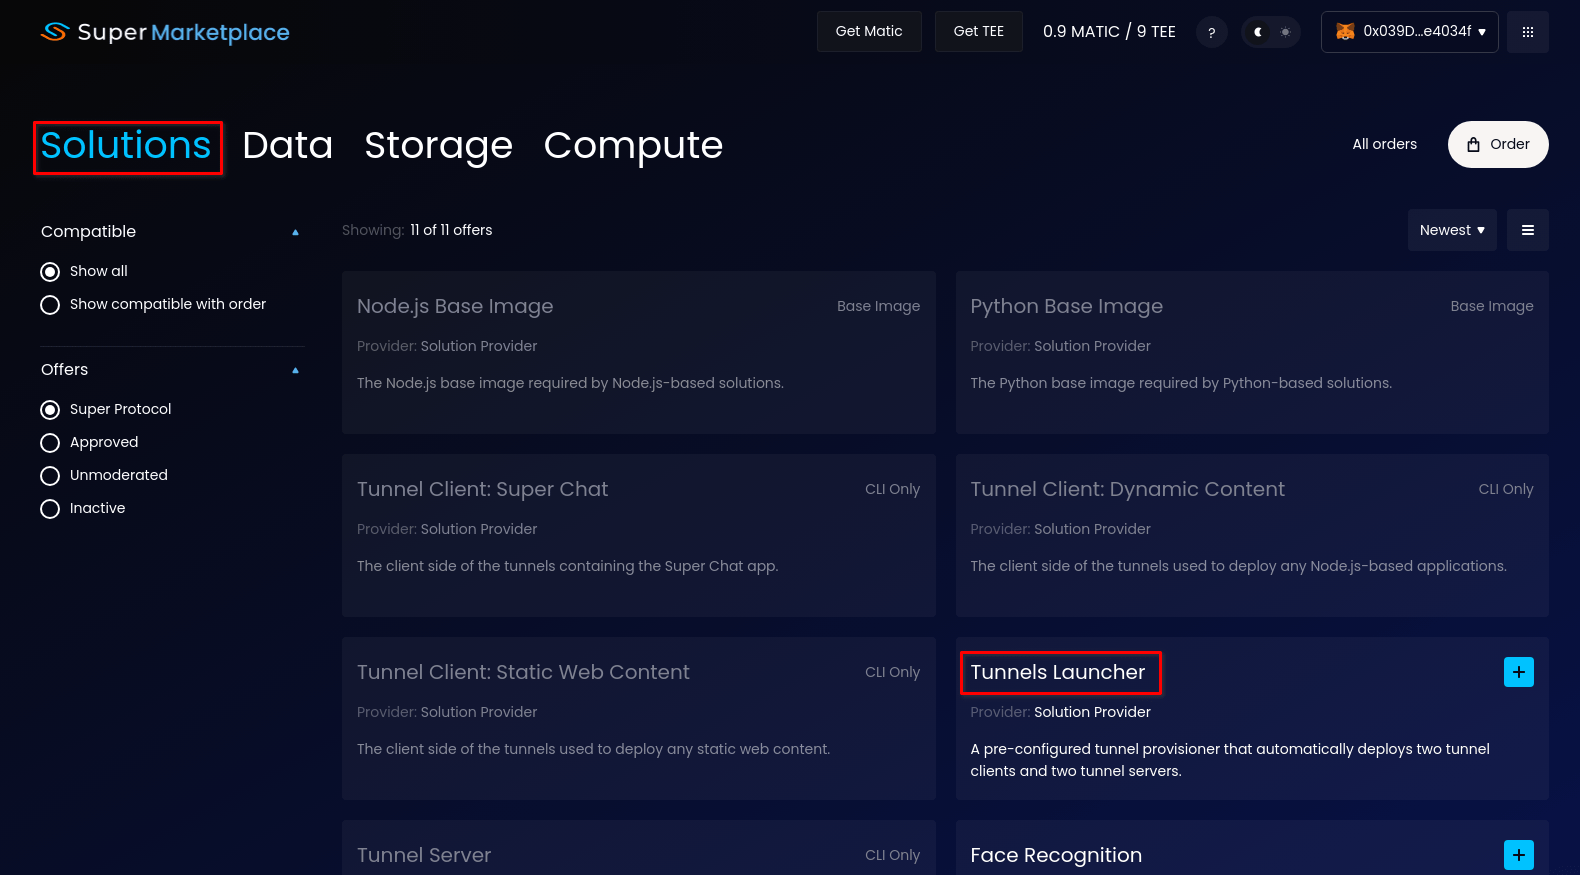 Super Marketplace
Get Matic
Get TEE
0.9 MATIC / 9 TEE
?
0x039D...e4034f
Solutions
Data
Storage
Compute
All orders
Order
Compatible
Show all
Show compatible with order
Offers
Super Protocol
Approved
Unmoderated
Inactive
Showing: 11 of 11 offers
Newest
Node.js Base Image
Base Image
Provider: Solution Provider
The Node.js base image required by Node.js-based solutions.
Python Base Image
Base Image
Provider: Solution Provider
The Python base image required by Python-based solutions.
Tunnel Client: Super Chat
CLI Only
Provider: Solution Provider
The client side of the tunnels containing the Super Chat app.
Tunnel Client: Dynamic Content
CLI Only
Provider: Solution Provider
The client side of the tunnels used to deploy any Node.js-based applications.
Tunnel Client: Static Web Content
CLI Only
Provider: Solution Provider
The client side of the tunnels used to deploy any static web content.
Tunnels Launcher
Provider: Solution Provider
A pre-configured tunnel provisioner that automatically deploys two tunnel
clients and two tunnel servers.
Tunnel Server
CLI Only
Face Recognition